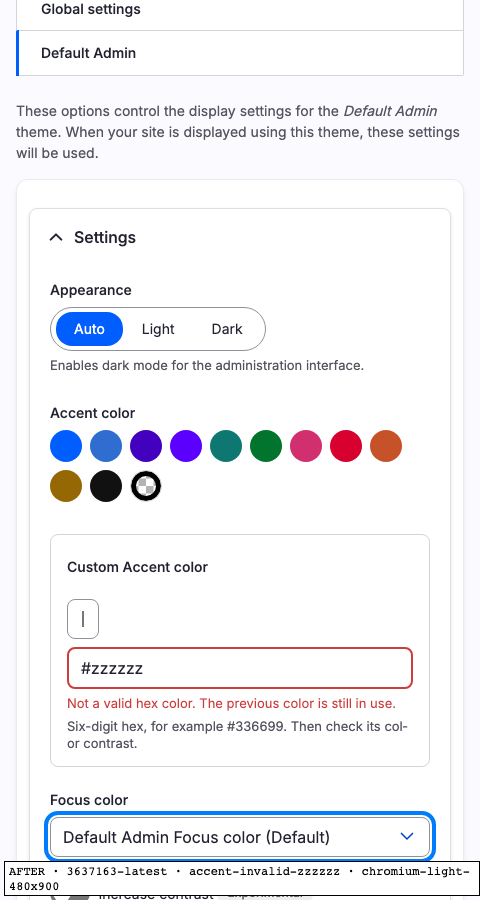 Global settings
Default Admin
These options control the display settings for the Default Admin
theme. When your site is displayed using this theme, these settings
will be used.
Settings
Appearance
Auto
Light
Dark
Enables dark mode for the administration interface.
Accent color
Custom Accent color
#zzzzzz
Not a valid hex color. The previous color is still in use.
Six-digit hex, for example #336699. Then check its col-
or contrast.
Focus color
Default Admin Focus color (Default)
AFTER · 3637163-latest · accent-invalid-zzzzzz · chromium-light-
480x900
Increase contrast